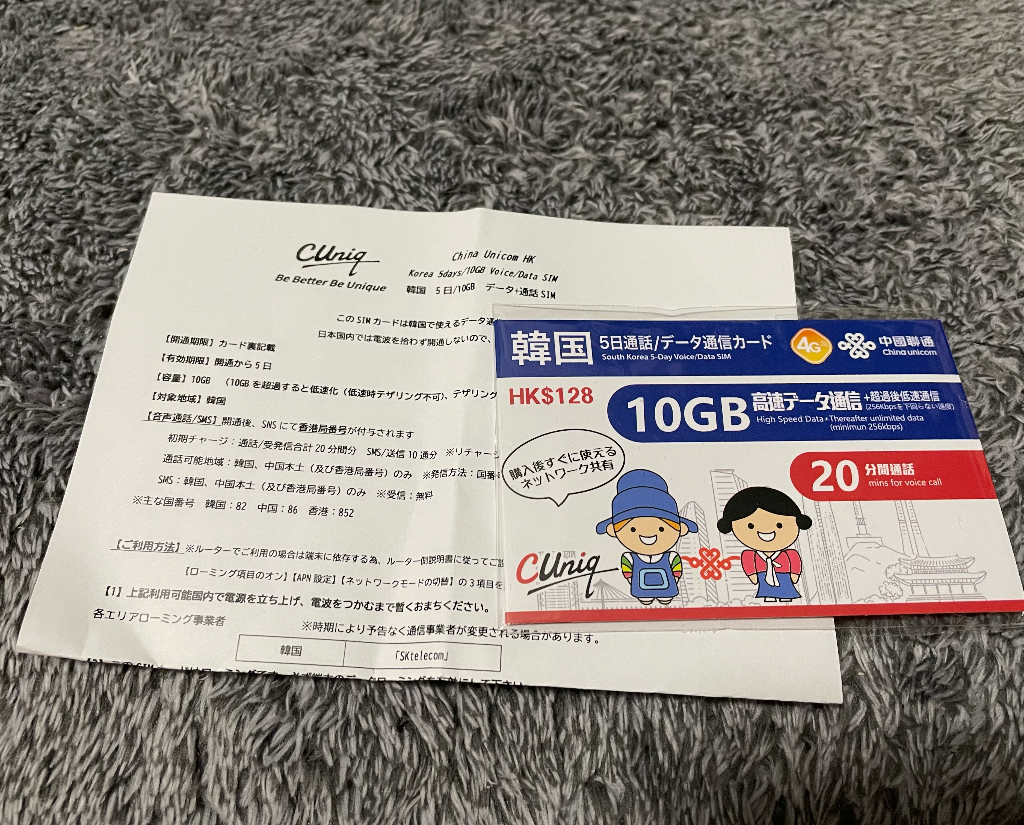 CUniq
Be Better Be Unique
China Unicom HK
Korea 5days/10GB Voice/Data SIM
韓国 5日/10GB データ+通話SIM
このSIMカードは韓国で使えるデータ通
日本国内では電波を拾わず開通しないので、
【開通期限】カード裏記載
【有効期限】開通から5日
【容量】10GB (10GBを超過すると低速化(低速時テザリング不可)、テザリング
【対象地域】韓国
【音声通話/SMS】開通後、SNSにて香港局番号が付与されます
初期チャージ:通話/受発信合計20分間分 SMS/送信10通分 ※リチャー
通話可能地域:韓国、中国本土(及び香港局番号)のみ ※発信方法:国番
SMS:韓国、中国本土(及び香港局番号)のみ ※受信:無料
※主な国番号 韓国:82 中国:86 香港:852
【ご利用方法】※ルーターでご利用の場合は端末に依存する為、ルーター側説明書に従ってご
【ローミング項目のオン】【APN設定】【ネットワークモードの切替】の3項目を
【1】上記利用可能国内で電源を立ち上げ、電波をつかむまで暫くおまちください。
各エリアローミング事業者
※時期により予告なく通信事業者が変更される場合があります。
韓国 「SKtelecom」
韓国 5日通話/データ通信カード
South Korea 5-Day Voice/Data SIM
4G
中國聯通
China unicom
HK$128
10GB 高速データ通信 +超過後低速通信
(256Kbpsを下回らない速度)
High Speed Data + Thereafter unlimited data
(minimun 256kbps)
購入後すぐに使える
ネットワーク共有
20 分間通話
mins for voice call
CUniq